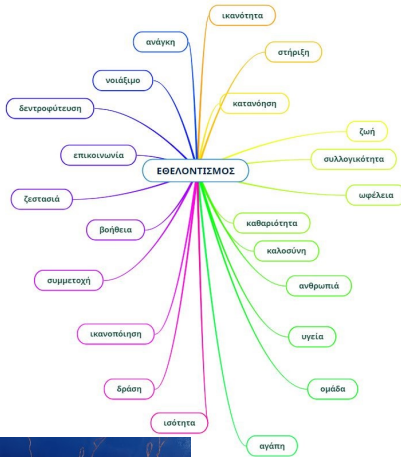 ικανότητα
ανάγκη
στήριξη
νοιάξιμο
κατανόηση
δεντροφύτευση
ζωή
επικοινωνία
συλλογικότητα
ΕΘΕΛΟΝΤΙΣΜΟΣ
ζεστασιά
ωφέλεια
βοήθεια
καθαριότητα
καλοσύνη
συμμετοχή
ανθρωπιά
ικανοποίηση
υγεία
δράση
ομάδα
ισότητα
αγάπη